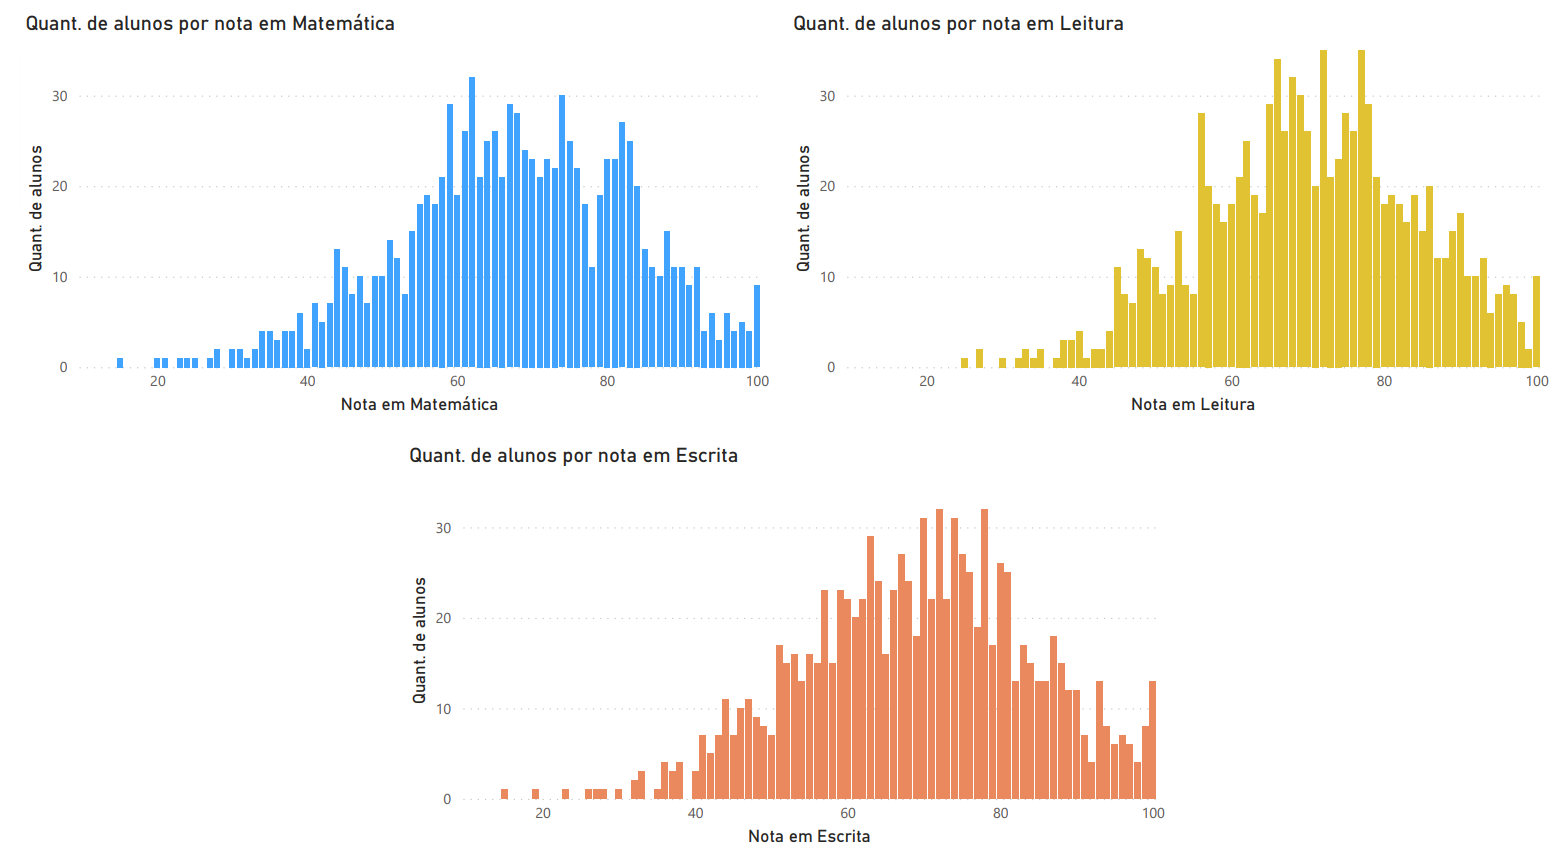 Quant. de alunos por nota em Matemática
Quant. de alunos
30
20
10
0
20 40 60 80 100
Nota em Matemática
Quant. de alunos por nota em Leitura
Quant. de alunos
30
20
10
0
20 40 60 80 100
Nota em Leitura
Quant. de alunos por nota em Escrita
Quant. de alunos
30
20
10
0
20 40 60 80 100
Nota em Escrita